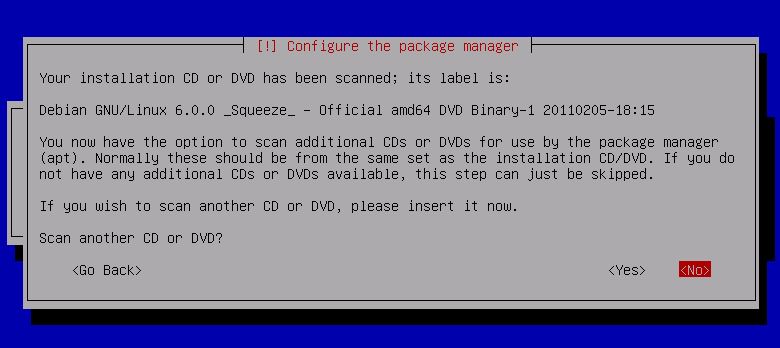 [!] Configure the package manager
Your installation CD or DVD has been scanned; its label is:
Debian GNU/Linux 6.0.0 _Squeeze_ - Official amd64 DVD Binary-1 20110205-18:15
You now have the option to scan additional CDs or DVDs for use by the package manager
(apt). Normally these should be from the same set as the installation CD/DVD. If you do
not have any additional CDs or DVDs available, this step can just be skipped.
If you wish to scan another CD or DVD, please insert it now.
Scan another CD or DVD?
<Go Back> <Yes> <No>